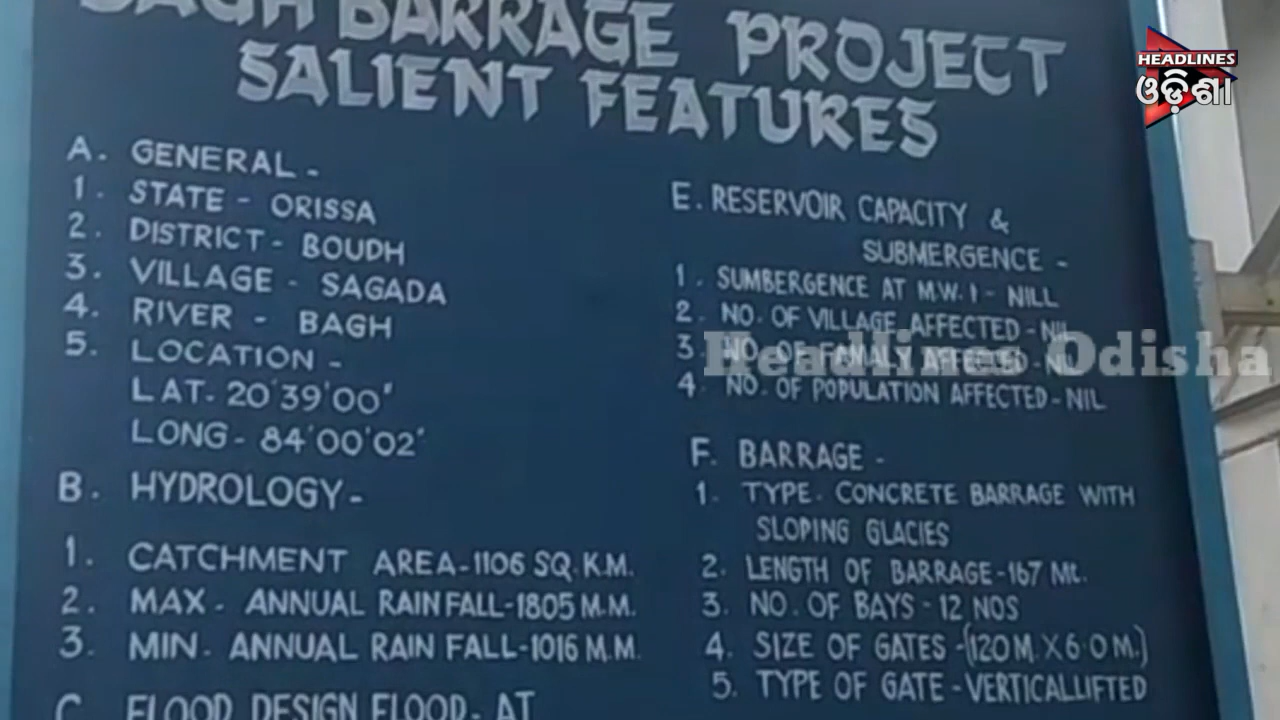 BAGH BARRAGE PROJECT
SALIENT FEATURES
A. GENERAL -
1. STATE - ORISSA
2. DISTRICT - BOUDH
3. VILLAGE - SAGADA
4. RIVER - BAGH
5. LOCATION -
LAT- 20°39'00"
LONG - 84°00'02"
B. HYDROLOGY -
1. CATCHMENT AREA-1106 SQ.K.M.
2. MAX - ANNUAL RAIN FALL-1805 M.M.
3. MIN. ANNUAL RAIN FALL-1016 M.M.
C. FLOOD DESIGN FLOOD- AT
E. RESERVOIR CAPACITY &
SUBMERGENCE -
1. SUMBERGENCE AT M.W.I - NILL
2. NO. OF VILLAGE AFFECTED - NIL
3. NO. OF FAMALY AFFECTED - NIL
4. NO. OF POPULATION AFFECTED - NIL
F. BARRAGE -
1. TYPE. CONCRETE BARRAGE WITH
SLOPING GLACIES
2. LENGTH OF BARRAGE-167 Mt.
3. NO. OF BAYS - 12 NOS
4. SIZE OF GATES -(120 M. X 6.0 M.)
5. TYPE OF GATE - VERTICALLIFTED
HEADLINES
ଓଡ଼ିଶା
Headlines Odisha